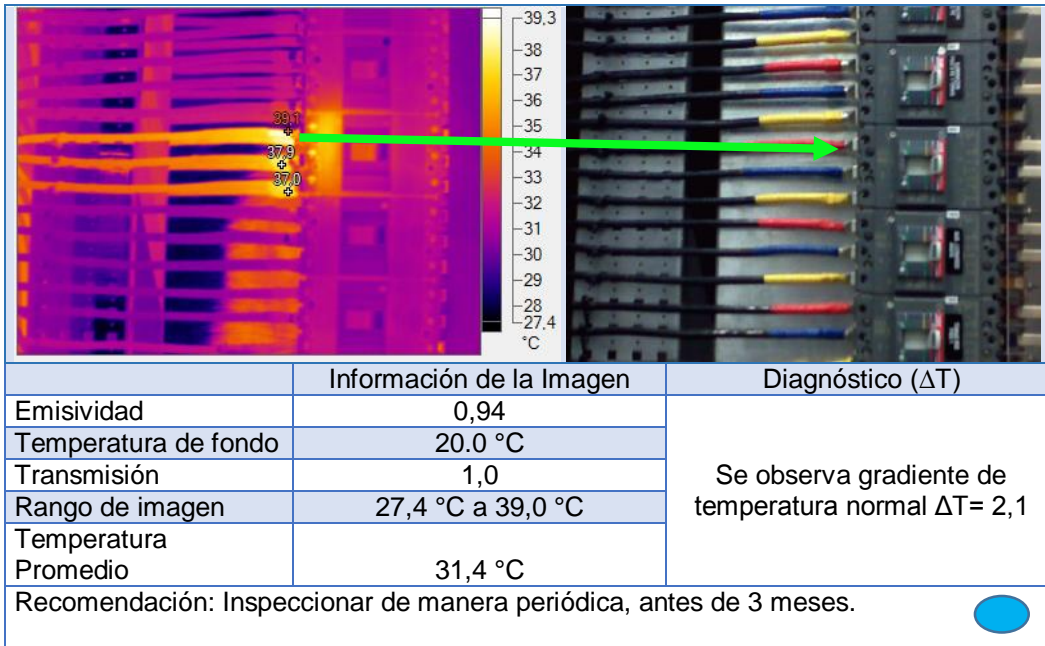 39,3
38
37
36
35
34
33
32
31
30
29
28
27,4
°C
39,1
37,9
37,0
Información de la Imagen Diagnóstico (∆T)
Emisividad 0,94
Temperatura de fondo 20.0 °C
Transmisión 1,0
Rango de imagen 27,4 °C a 39,0 °C
Temperatura
Promedio 31,4 °C
Se observa gradiente de
temperatura normal ΔT= 2,1
Recomendación: Inspeccionar de manera periódica, antes de 3 meses.